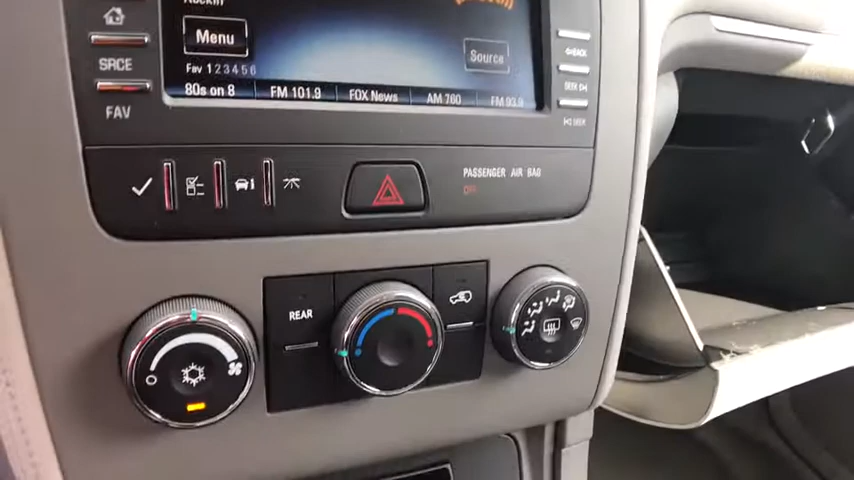 Menu
Source
SRCE
Fav 1 2 3 4 5 6
80s on 8 FM 101.9 FOX News AM 760 FM 93.9
FAV
BACK
SEEK
SEEK
PASSENGER AIR BAG
OFF
REAR